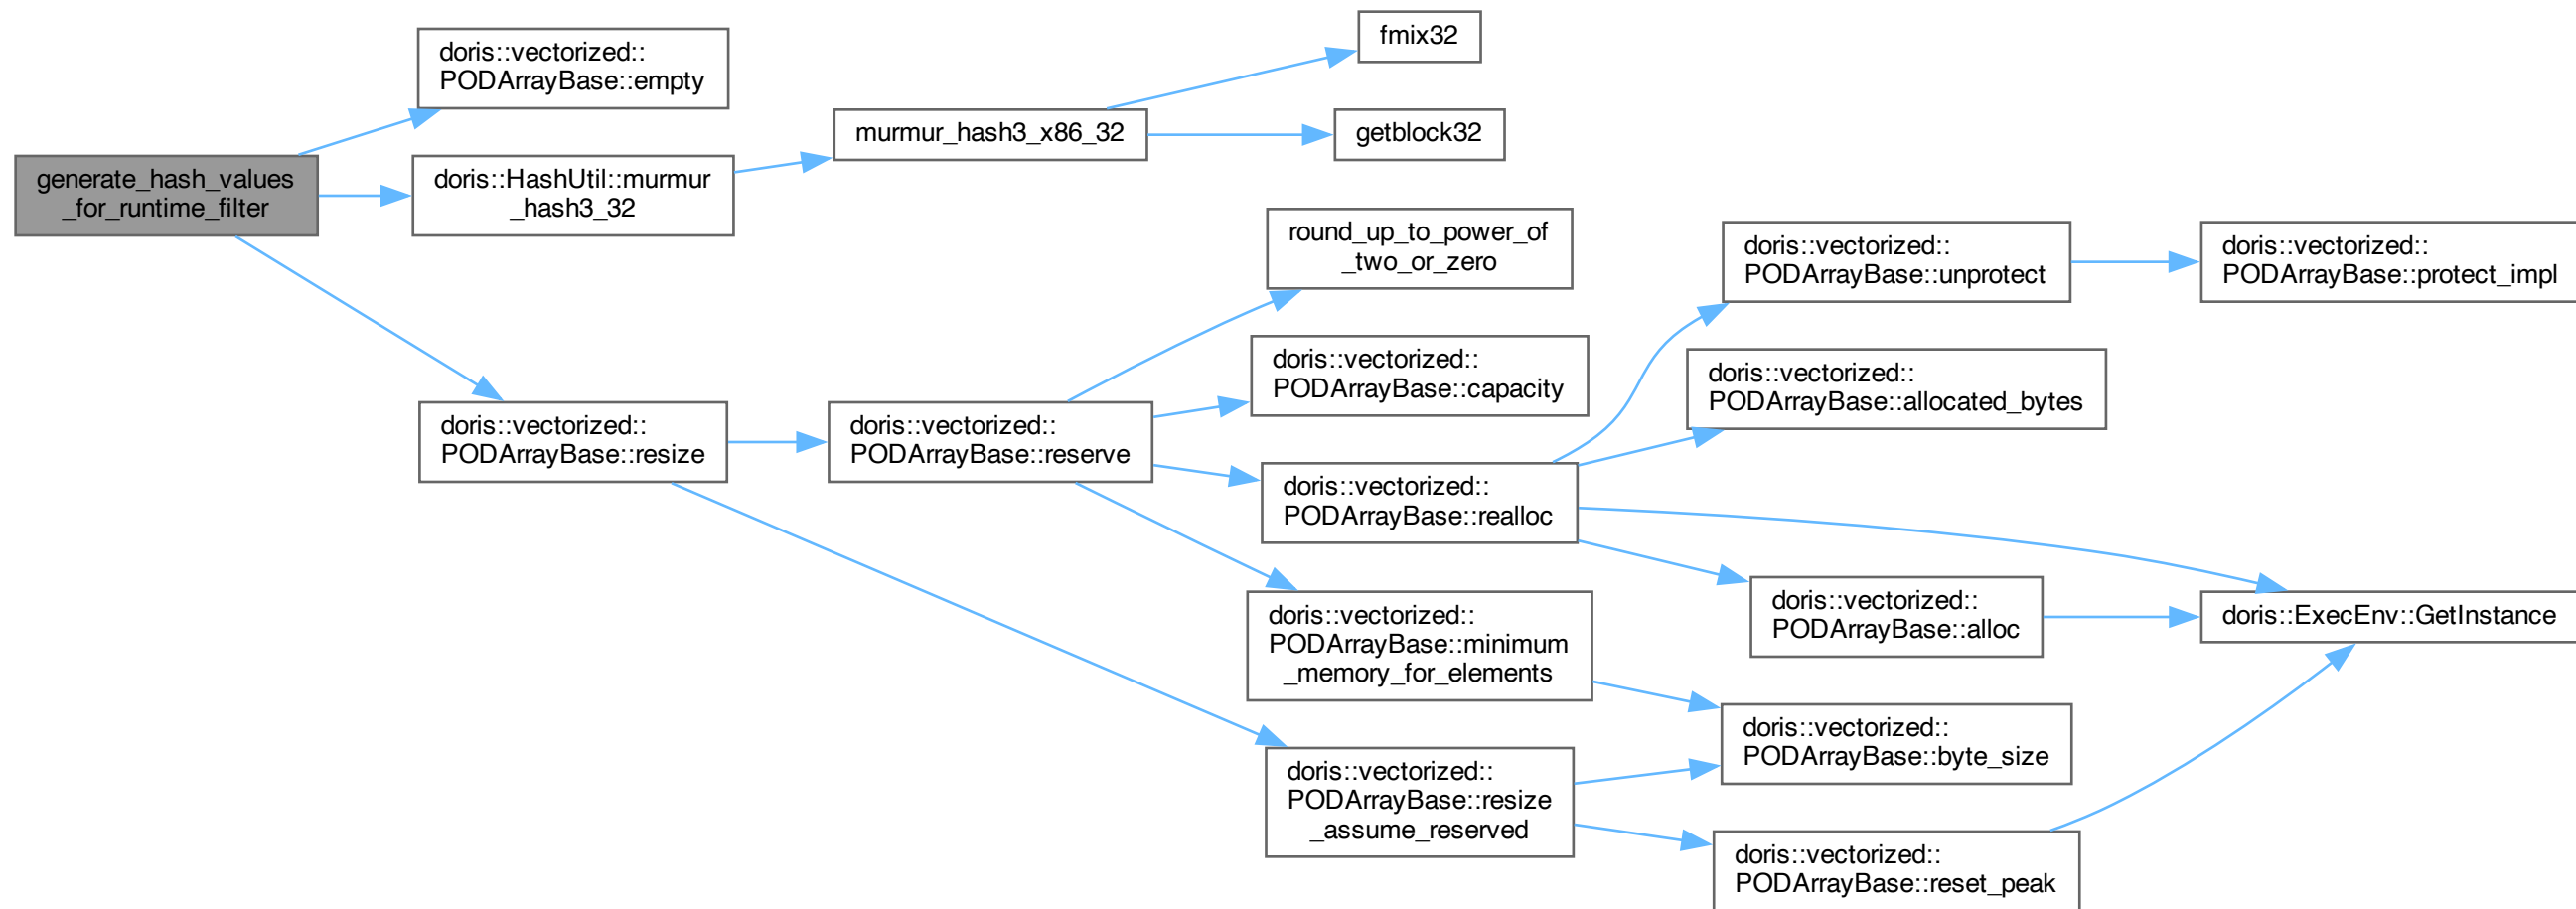 generate_hash_values
_for_runtime_filter
doris::vectorized::
PODArrayBase::empty
doris::HashUtil::murmur
_hash3_32
murmur_hash3_x86_32
fmix32
getblock32
doris::vectorized::
PODArrayBase::resize
doris::vectorized::
PODArrayBase::reserve
round_up_to_power_of
_two_or_zero
doris::vectorized::
PODArrayBase::capacity
doris::vectorized::
PODArrayBase::realloc
doris::vectorized::
PODArrayBase::minimum
_memory_for_elements
doris::vectorized::
PODArrayBase::resize
_assume_reserved
doris::vectorized::
PODArrayBase::unprotect
doris::vectorized::
PODArrayBase::protect_impl
doris::vectorized::
PODArrayBase::allocated_bytes
doris::vectorized::
PODArrayBase::alloc
doris::ExecEnv::GetInstance
doris::vectorized::
PODArrayBase::byte_size
doris::vectorized::
PODArrayBase::reset_peak